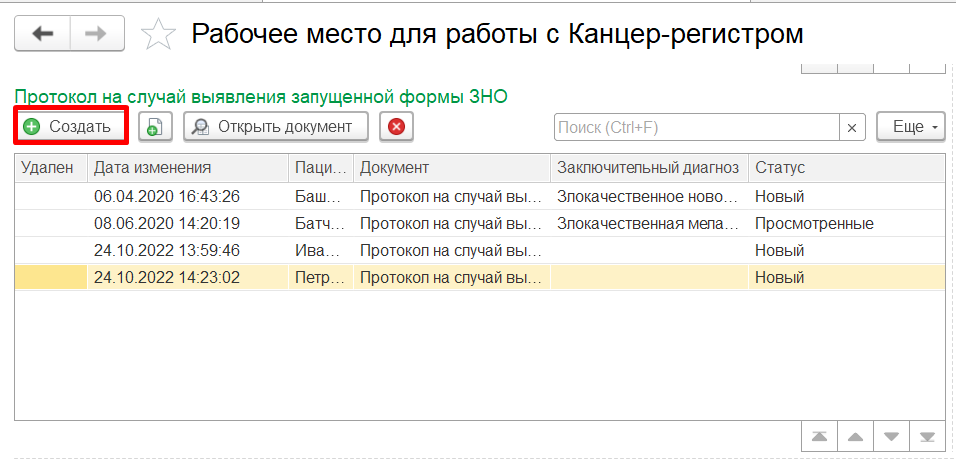 Рабочее место для работы с Канцер-регистром
Протокол на случай выявления запущенной формы ЗНО
Создать Открыть документ Поиск (Ctrl+F) × Еще
Удален Дата изменения Паци... Документ Заключительный диагноз Статус
06.04.2020 16:43:26 Баш... Протокол на случай вы... Злокачественное ново... Новый
08.06.2020 14:20:19 Батч... Протокол на случай вы... Злокачественная мела... Просмотренные
24.10.2022 13:59:46 Ива... Протокол на случай вы... Новый
24.10.2022 14:23:02 Петр... Протокол на случай вы... Новый